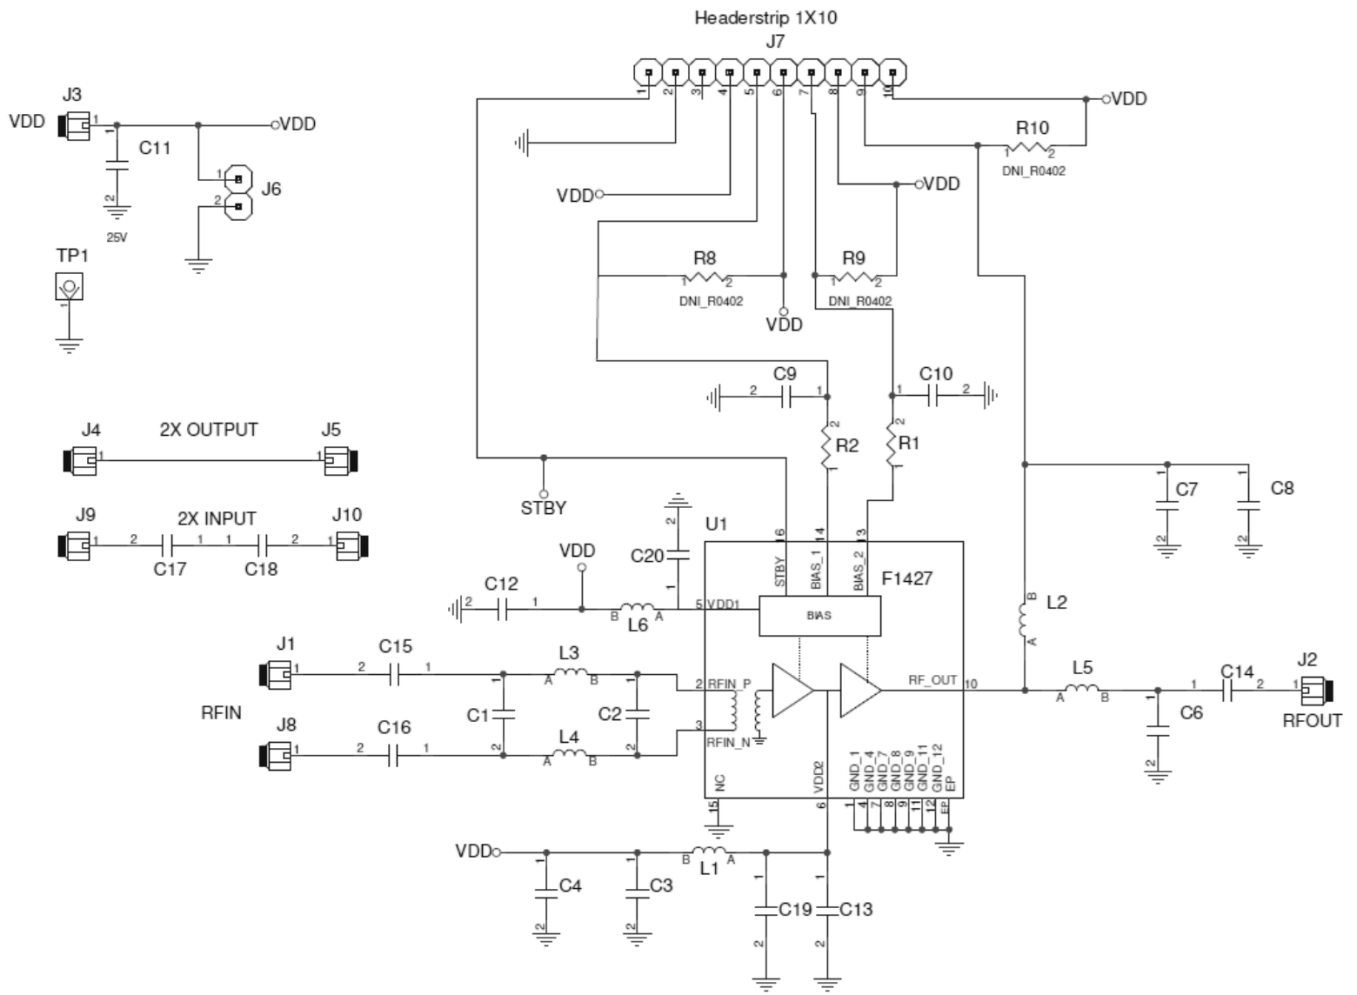 Headerstrip 1X10
J7
1 2 3 4 5 6 7 8 9 10
J3
VDD 1 VDD
1 C11
2
25V
1
2 J6
TP1
1
VDD
R10
1 2
DNI_R0402
VDD
VDD
R8
1 2
DNI_R0402
R9
1 2
DNI_R0402
VDD
C9
2 1
C10
1 2
2 R2 1
2 R1 1
J4 2X OUTPUT J5
1 1
J9 2X INPUT J10
1 2 1 1 2 1
C17 C18
STBY
1 C7 2
1 C8 2
2
C20
1
U1
16 14 13
STBY BIAS_1 BIAS_2
F1427
VDD
C12
2 1
B L6 A
5 VDD1
BIAS
B L2 A
J1
1 2 C15 1
L3
A B
RFIN
1 C1 2
1 C2 2
J8
1 2 C16 1
L4
A B
2 RFIN_P
3 RFIN_N
RF_OUT 10
L5
A B
1 C6
2
1 C14 2
J2
1
RFOUT
NC
15
VDD2
6
GND_1 GND_4 GND_7 GND_8 GND_9 GND_11 GND_12 EP
1 4 7 8 9 11 12 EP
VDD
B L1 A
1 C4 2
1 C3 2
1 C19 2
1 C13 2